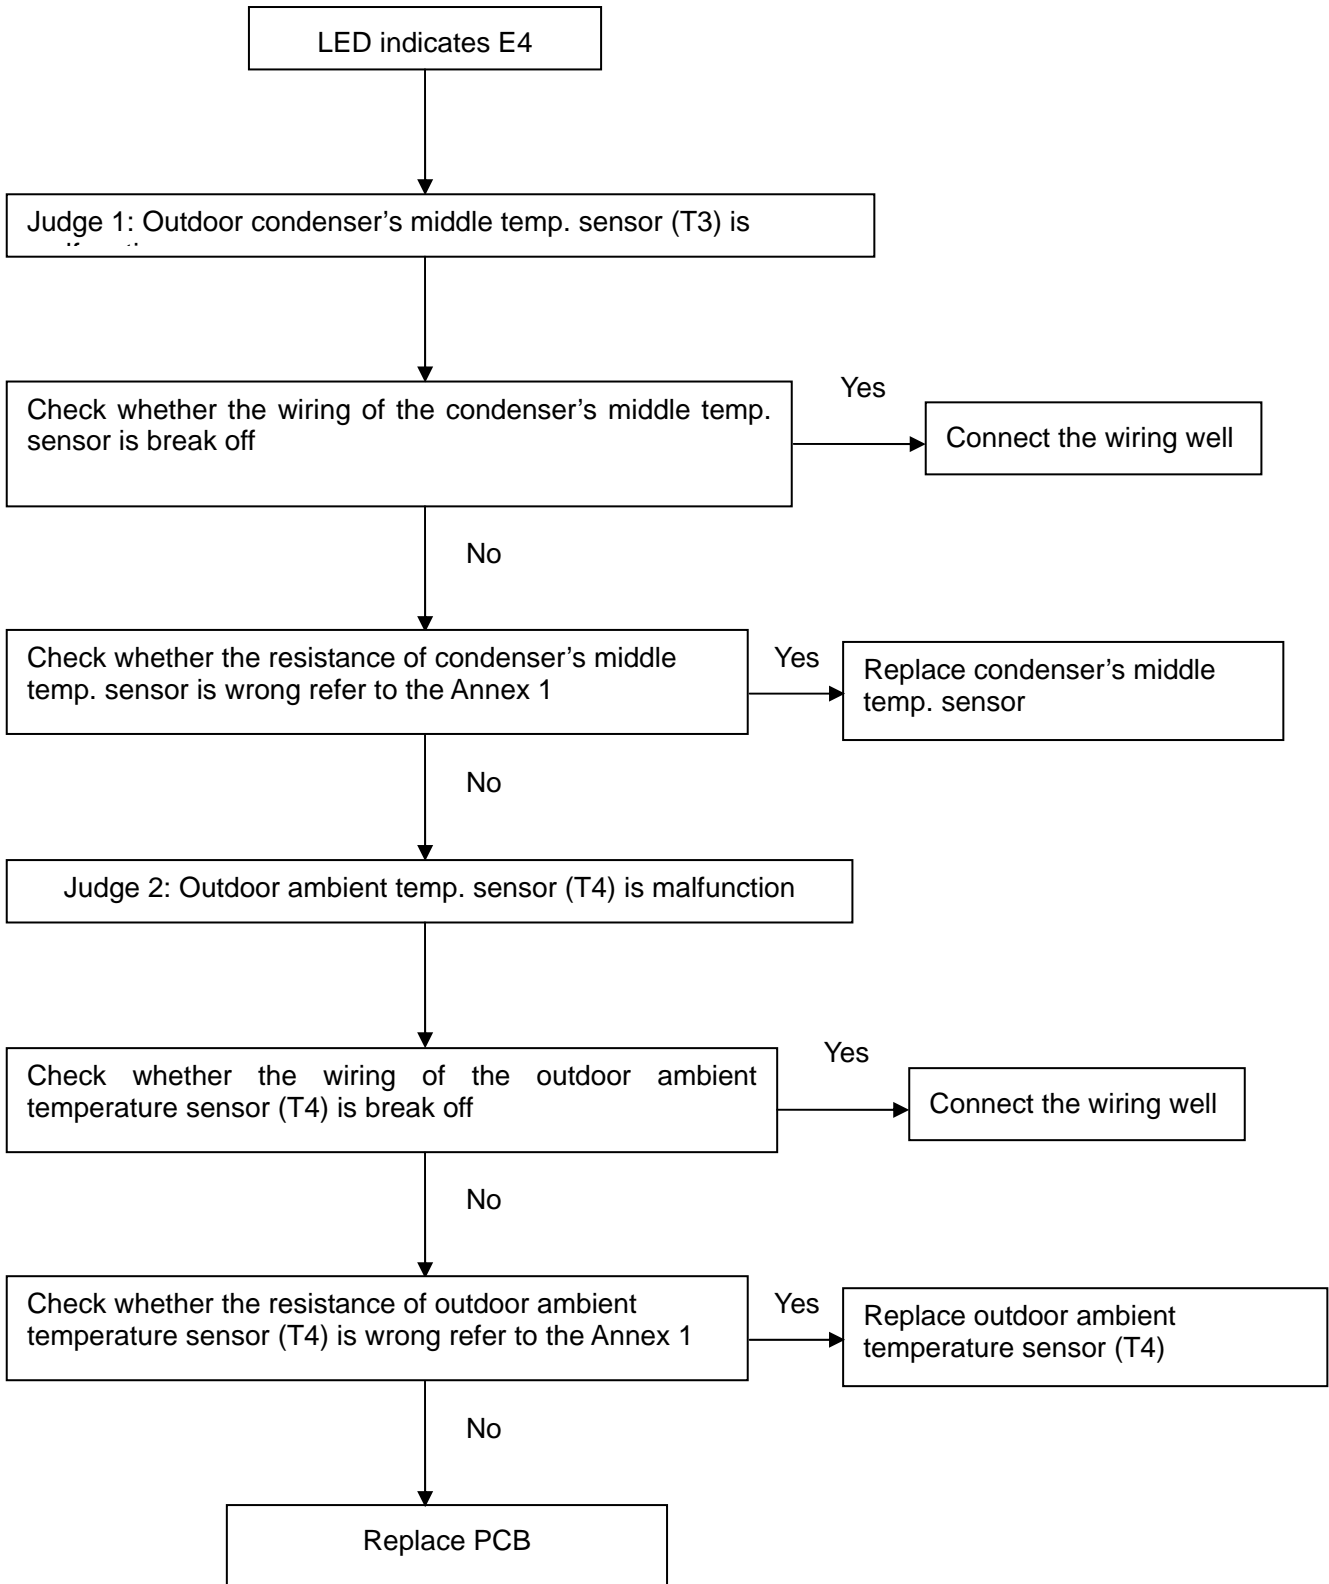 LED indicates E4
Judge 1: Outdoor condenser’s middle temp. sensor (T3) is
Check whether the wiring of the condenser’s middle temp.
sensor is break off
Yes
Connect the wiring well
No
Check whether the resistance of condenser’s middle
temp. sensor is wrong refer to the Annex 1
Yes
Replace condenser’s middle
temp. sensor
No
Judge 2: Outdoor ambient temp. sensor (T4) is malfunction
Check whether the wiring of the outdoor ambient
temperature sensor (T4) is break off
Yes
Connect the wiring well
No
Check whether the resistance of outdoor ambient
temperature sensor (T4) is wrong refer to the Annex 1
Yes
Replace outdoor ambient
temperature sensor (T4)
No
Replace PCB